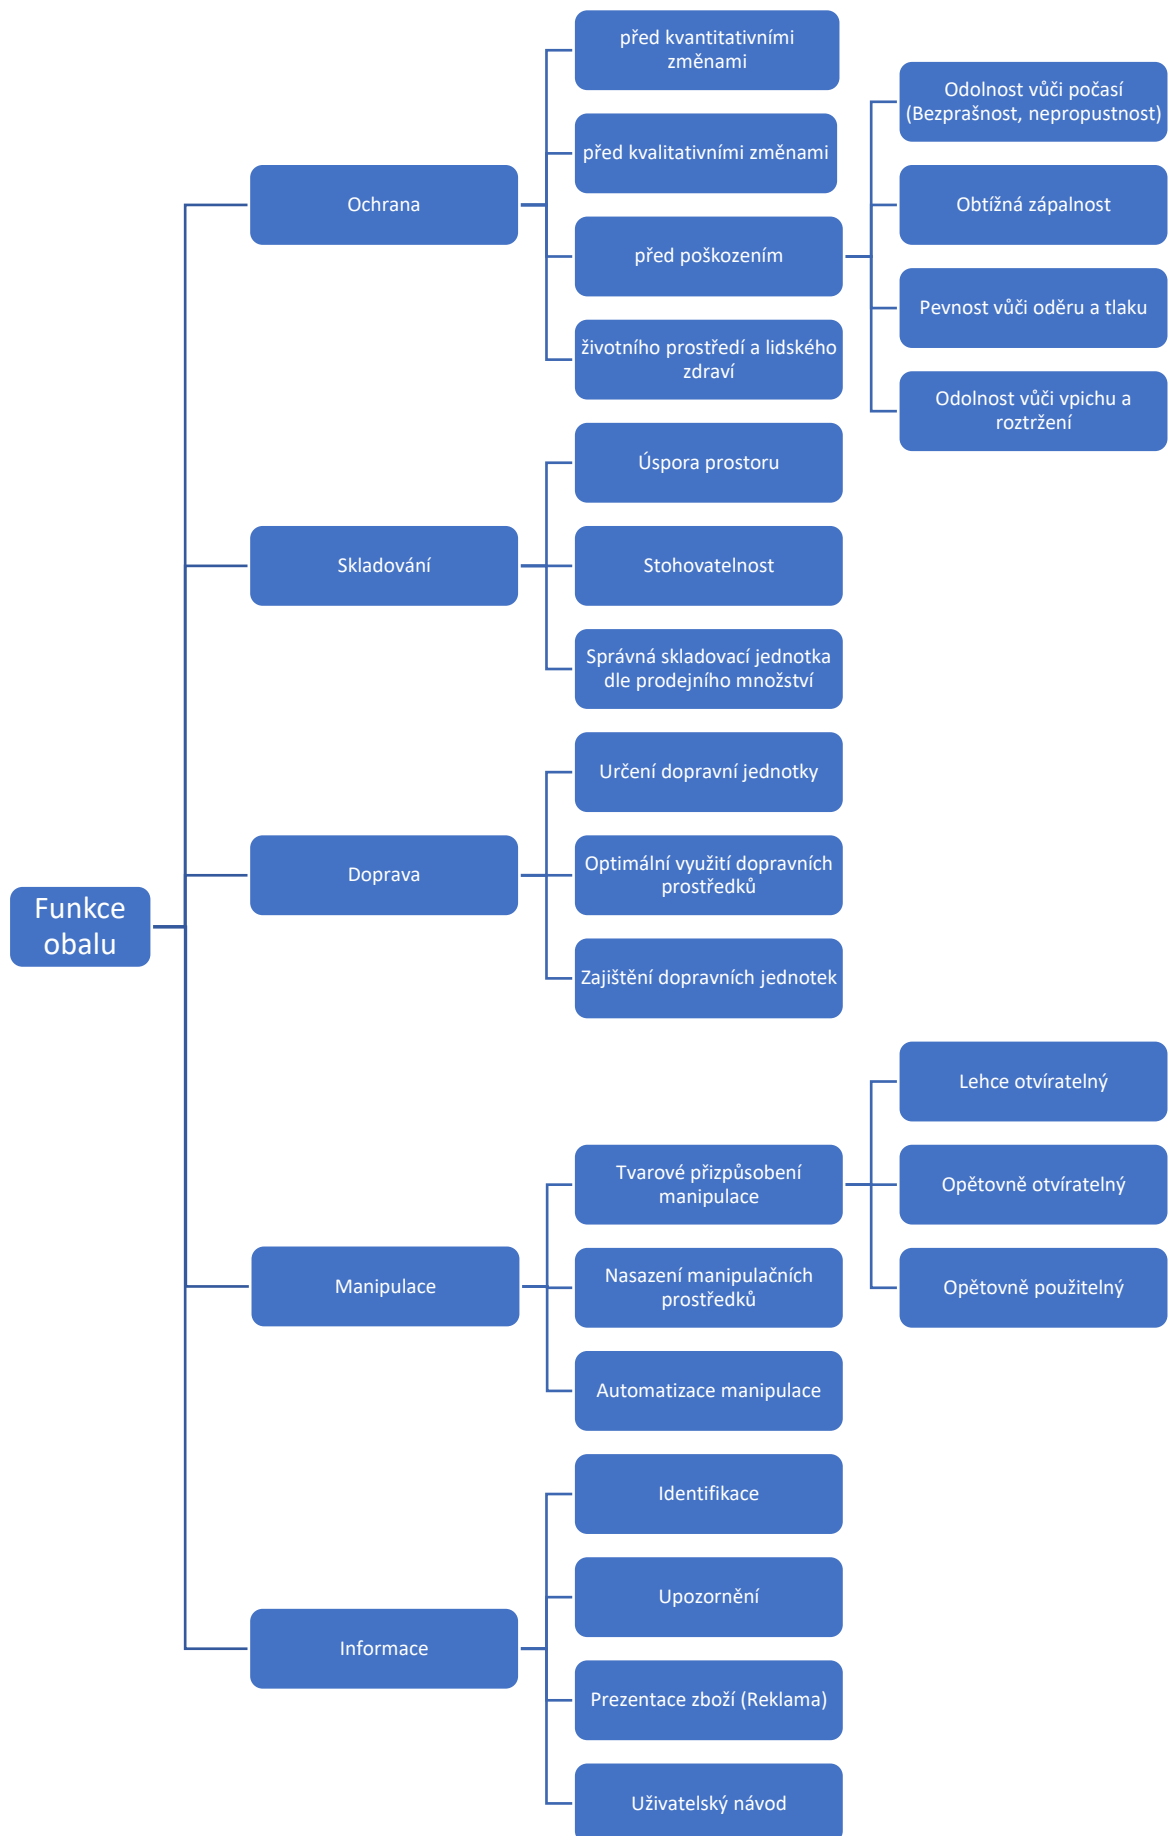 Funkce
obalu
Ochrana
před kvantitativními
změnami
před kvalitativními změnami
před poškozením
Odolnost vůči počasí
(Bezprašnost, nepropustnost)
Obtížná zápalnost
Pevnost vůči oděru a tlaku
Odolnost vůči vpichu a
roztržení
životního prostředí a lidského
zdraví
Skladování
Úspora prostoru
Stohovatelnost
Správná skladovací jednotka
dle prodejního množství
Doprava
Určení dopravní jednotky
Optimální využití dopravních
prostředků
Zajištění dopravních jednotek
Manipulace
Tvarové přizpůsobení
manipulace
Lehce otvíratelný
Opětovně otvíratelný
Opětovně použitelný
Nasazení manipulačních
prostředků
Automatizace manipulace
Informace
Identifikace
Upozornění
Prezentace zboží (Reklama)
Uživatelský návod